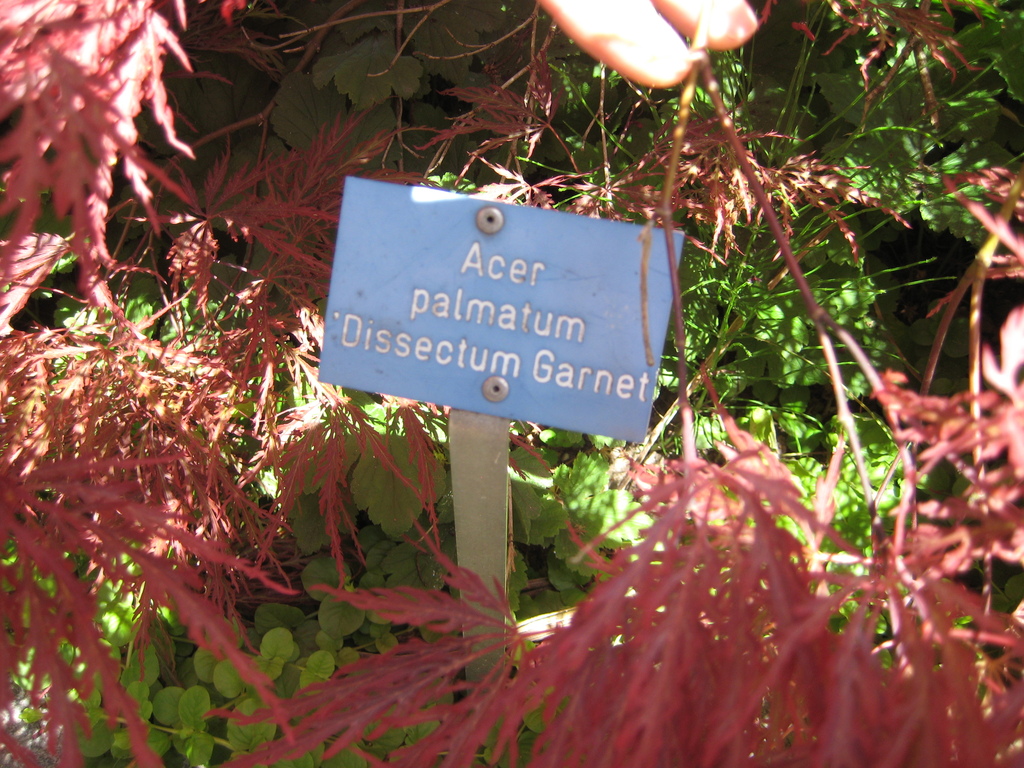 Acer
palmatum
'Dissectum Garnet